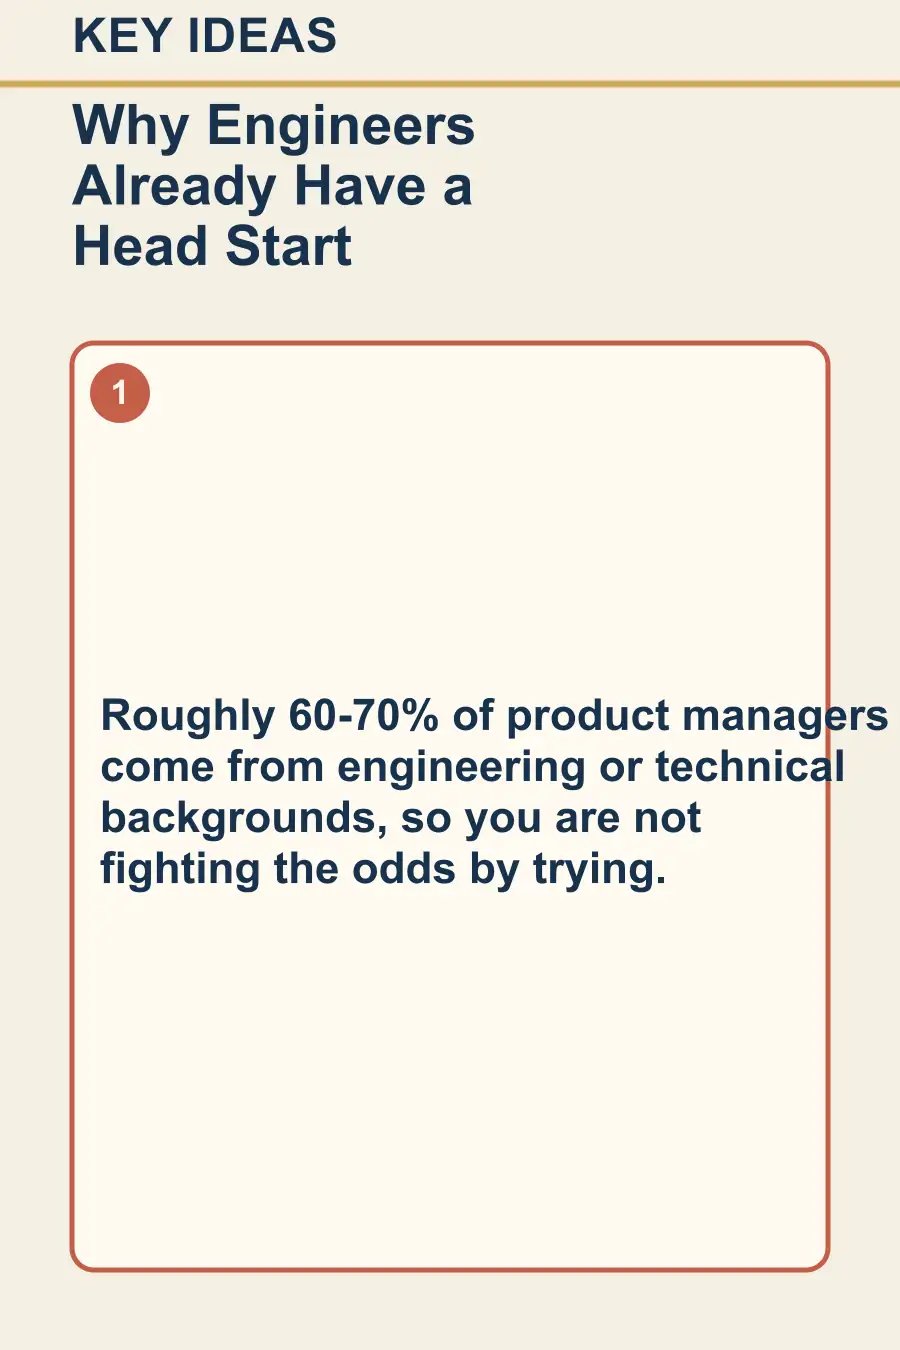 KEY IDEAS
Why Engineers
Already Have a
Head Start
1
Roughly 60-70% of product managers
come from engineering or technical
backgrounds, so you are not
fighting the odds by trying.